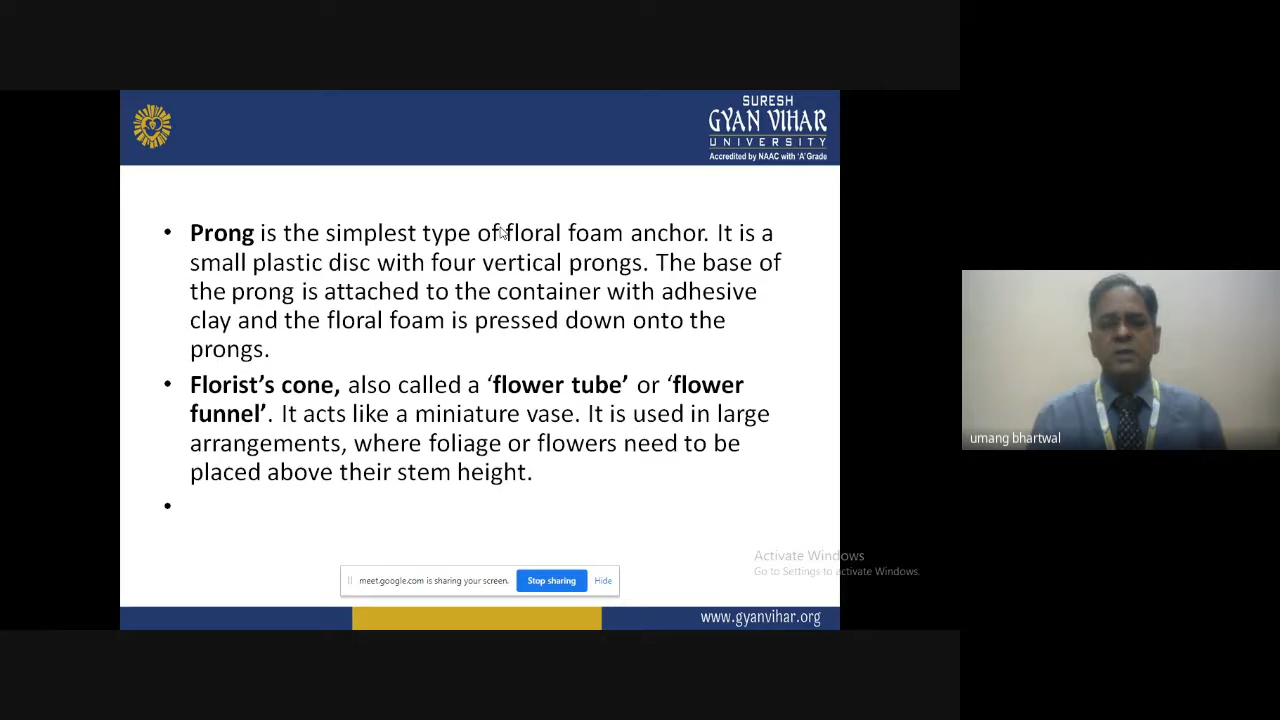 SURESH
GYAN VIHAR
UNIVERSITY
Accredited by NAAC with 'A' Grade
• Prong is the simplest type of floral foam anchor. It is a
small plastic disc with four vertical prongs. The base of
the prong is attached to the container with adhesive
clay and the floral foam is pressed down onto the
prongs.
• Florist's cone, also called a ‘flower tube’ or ‘flower
funnel’. It acts like a miniature vase. It is used in large
arrangements, where foliage or flowers need to be
placed above their stem height.
•
umang bhartwal
Activate Windows
Go to Settings to activate Windows.
meet.google.com is sharing your screen. Stop sharing Hide
www.gyanvihar.org